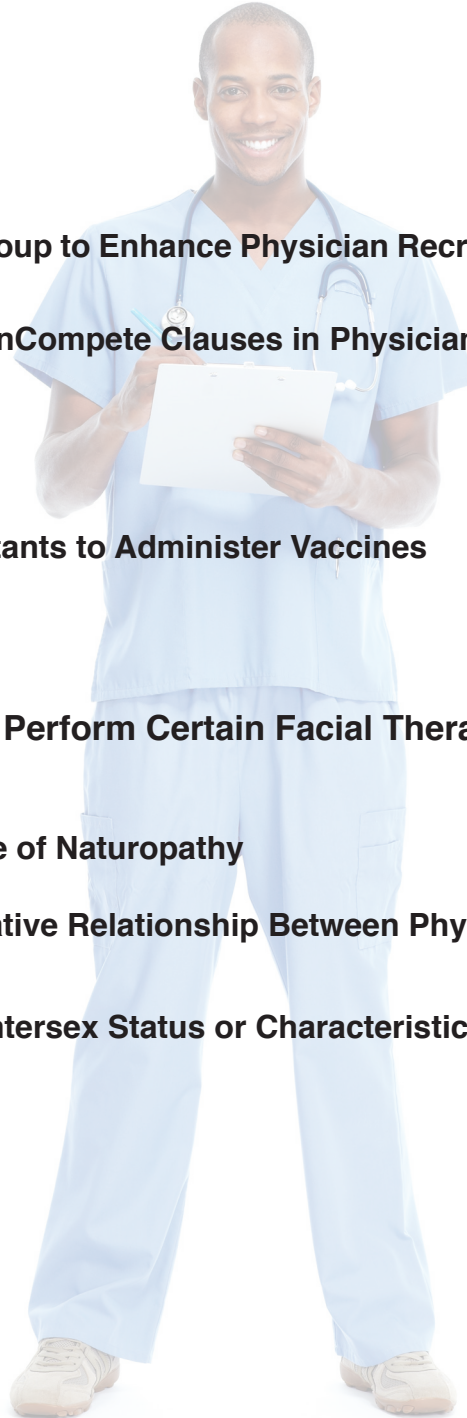 oup to Enhance Physician Recr
nCompete Clauses in Physician
tants to Administer Vaccines
Perform Certain Facial Thera
e of Naturopathy
ative Relationship Between Phy
ntersex Status or Characteristic